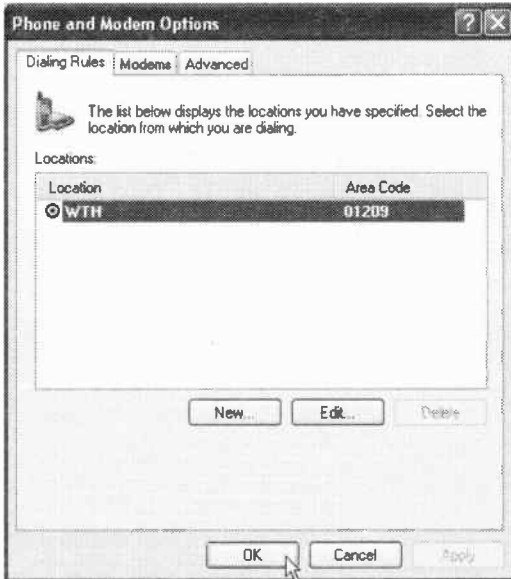 Phone and Modem Options
Dialing Rules Modems Advanced
The list below displays the locations you have specified. Select the
location from which you are dialing.
Locations:
Location Area Code
WTH 01209
New... Edit... Delete
OK Cancel Apply